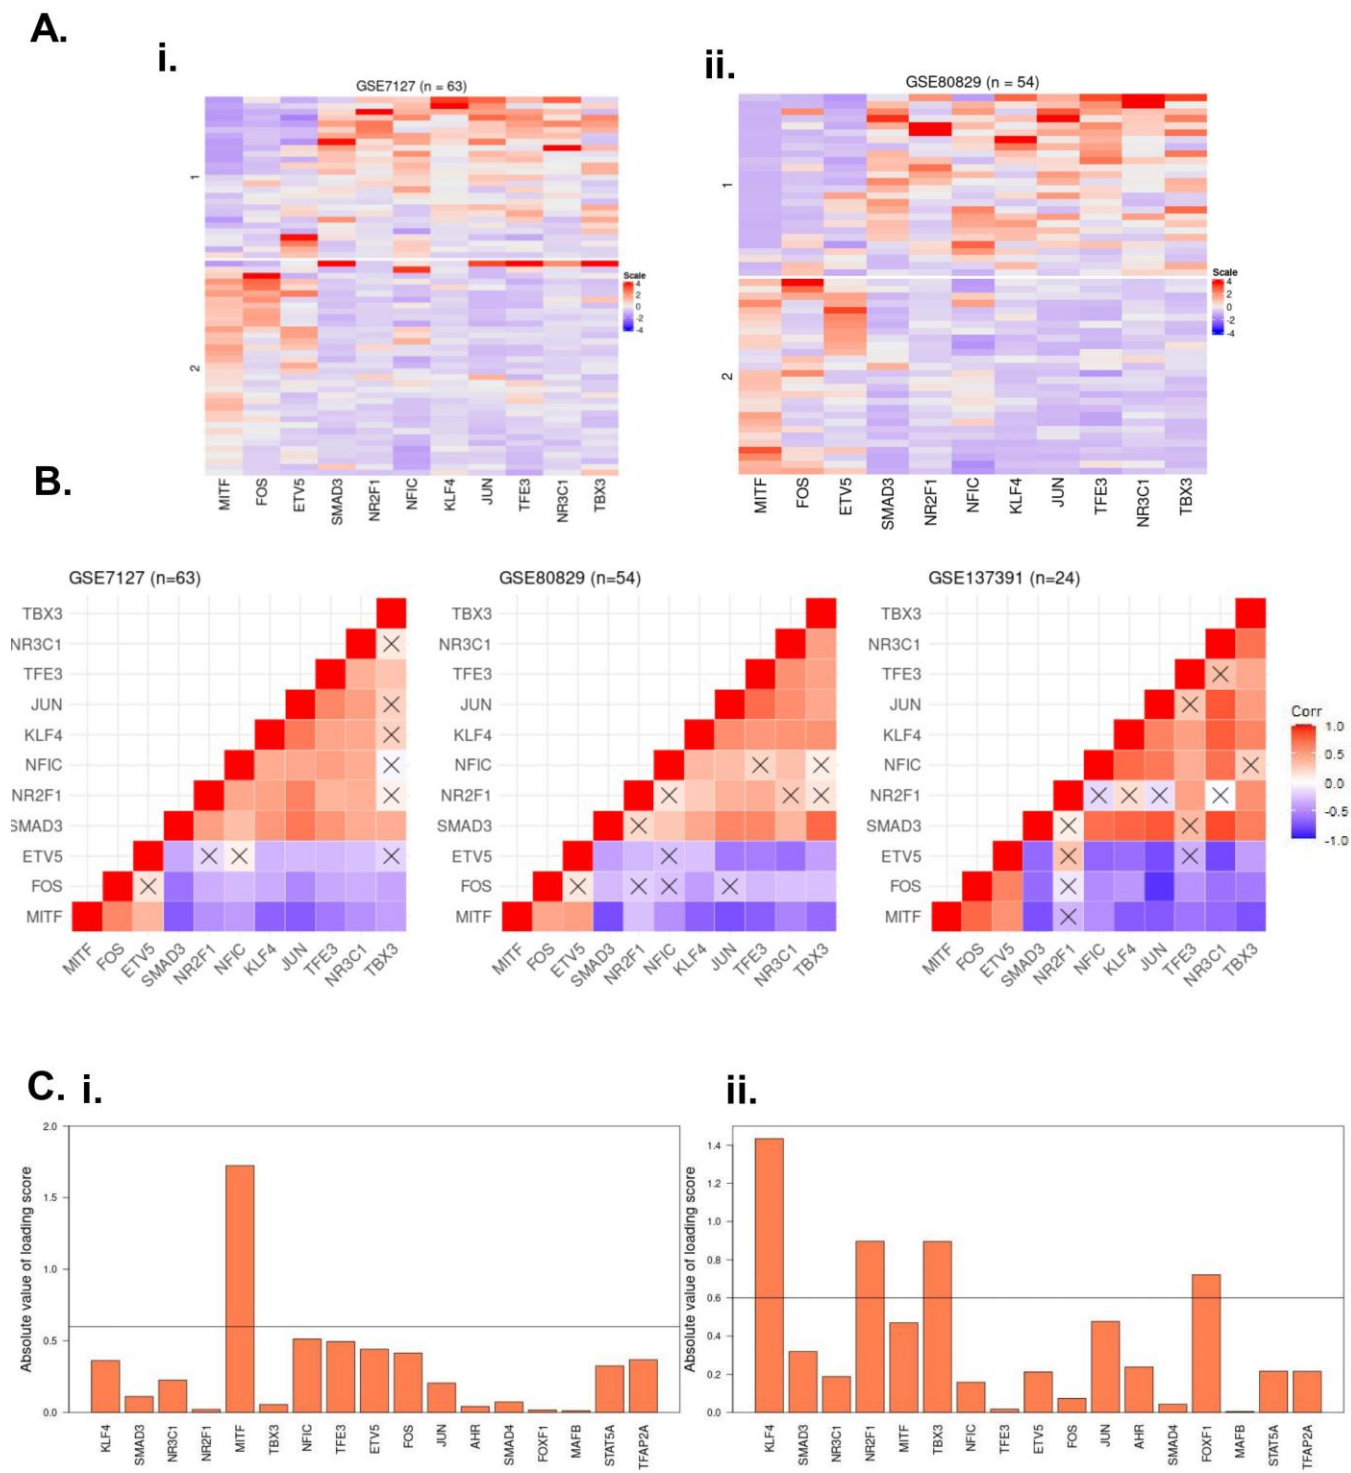 A.
i.
ii.
GSE7127 (n = 63)
GSE80829 (n = 54)
1
2
Scale
4
2
0
-2
-4
MITF
FOS
ETV5
SMAD3
NR2F1
NFIC
KLF4
JUN
TFE3
NR3C1
TBX3
1
2
Scale
4
2
0
-2
-4
MITF
FOS
ETV5
SMAD3
NR2F1
NFIC
KLF4
JUN
TFE3
NR3C1
TBX3
B.
GSE7127 (n=63)
TBX3
NR3C1
TFE3
JUN
KLF4
NFIC
NR2F1
SMAD3
ETV5
FOS
MITF
MITF
FOS
ETV5
SMAD3
NR2F1
NFIC
KLF4
JUN
TFE3
NR3C1
TBX3
GSE80829 (n=54)
TBX3
NR3C1
TFE3
JUN
KLF4
NFIC
NR2F1
SMAD3
ETV5
FOS
MITF
MITF
FOS
ETV5
SMAD3
NR2F1
NFIC
KLF4
JUN
TFE3
NR3C1
TBX3
GSE137391 (n=24)
TBX3
NR3C1
TFE3
JUN
KLF4
NFIC
NR2F1
SMAD3
ETV5
FOS
MITF
MITF
FOS
ETV5
SMAD3
NR2F1
NFIC
KLF4
JUN
TFE3
NR3C1
TBX3
Corr
1.0
0.5
0.0
-0.5
-1.0
C. i.
Absolute value of loading score
2.0
1.5
1.0
0.5
0.0
KLF4
SMAD3
NR3C1
NR2F1
MITF
TBX3
NFIC
TFE3
ETV5
FOS
JUN
AHR
SMAD4
FOXF1
MAFB
STAT5A
TFAP2A
ii.
Absolute value of loading score
1.4
1.2
1.0
0.8
0.6
0.4
0.2
0.0
KLF4
SMAD3
NR3C1
NR2F1
MITF
TBX3
NFIC
TFE3
ETV5
FOS
JUN
AHR
SMAD4
FOXF1
MAFB
STAT5A
TFAP2A